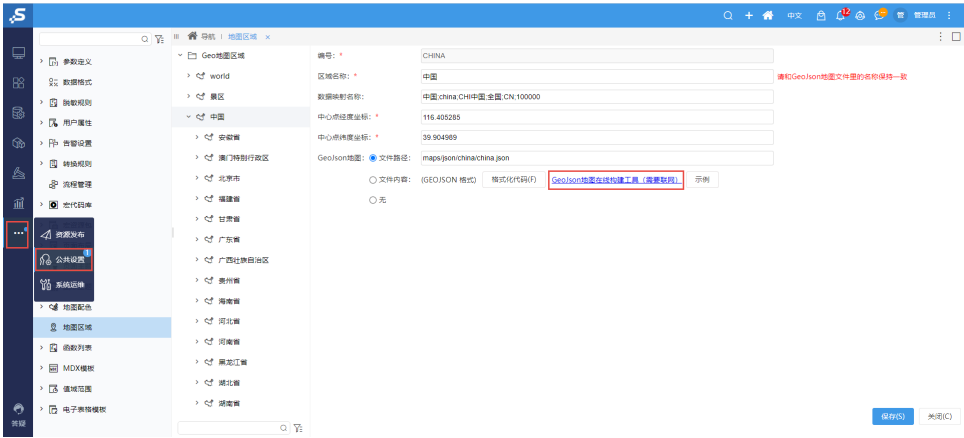 中文
12
管理员
导航
地图区域
Geo地图区域
world
景区
中国
安徽省
澳门特别行政区
北京市
福建省
甘肃省
广东省
广西壮族自治区
贵州省
海南省
河北省
河南省
黑龙江省
湖北省
湖南省
参数定义
数据格式
脱敏规则
用户属性
告警设置
转换规则
流程管理
宏代码库
资源发布
公共设置
1
系统运维
地图配色
地图区域
函数列表
MDX模板
值域范围
电子表格模板
答疑
编号: *
CHINA
区域名称: *
中国
请和GeoJson地图文件里的名称保持一致
数据映射名称:
中国;china;CHI中国;全国;CN;100000
中心点经度坐标: *
116.405285
中心点纬度坐标: *
39.904989
GeoJson地图: 文件路径:
maps/json/china/china.json
文件内容: (GEOJSON 格式) 格式化代码(F) GeoJson地图在线构建工具（需要联网） 示例
无
保存(S)
关闭(C)